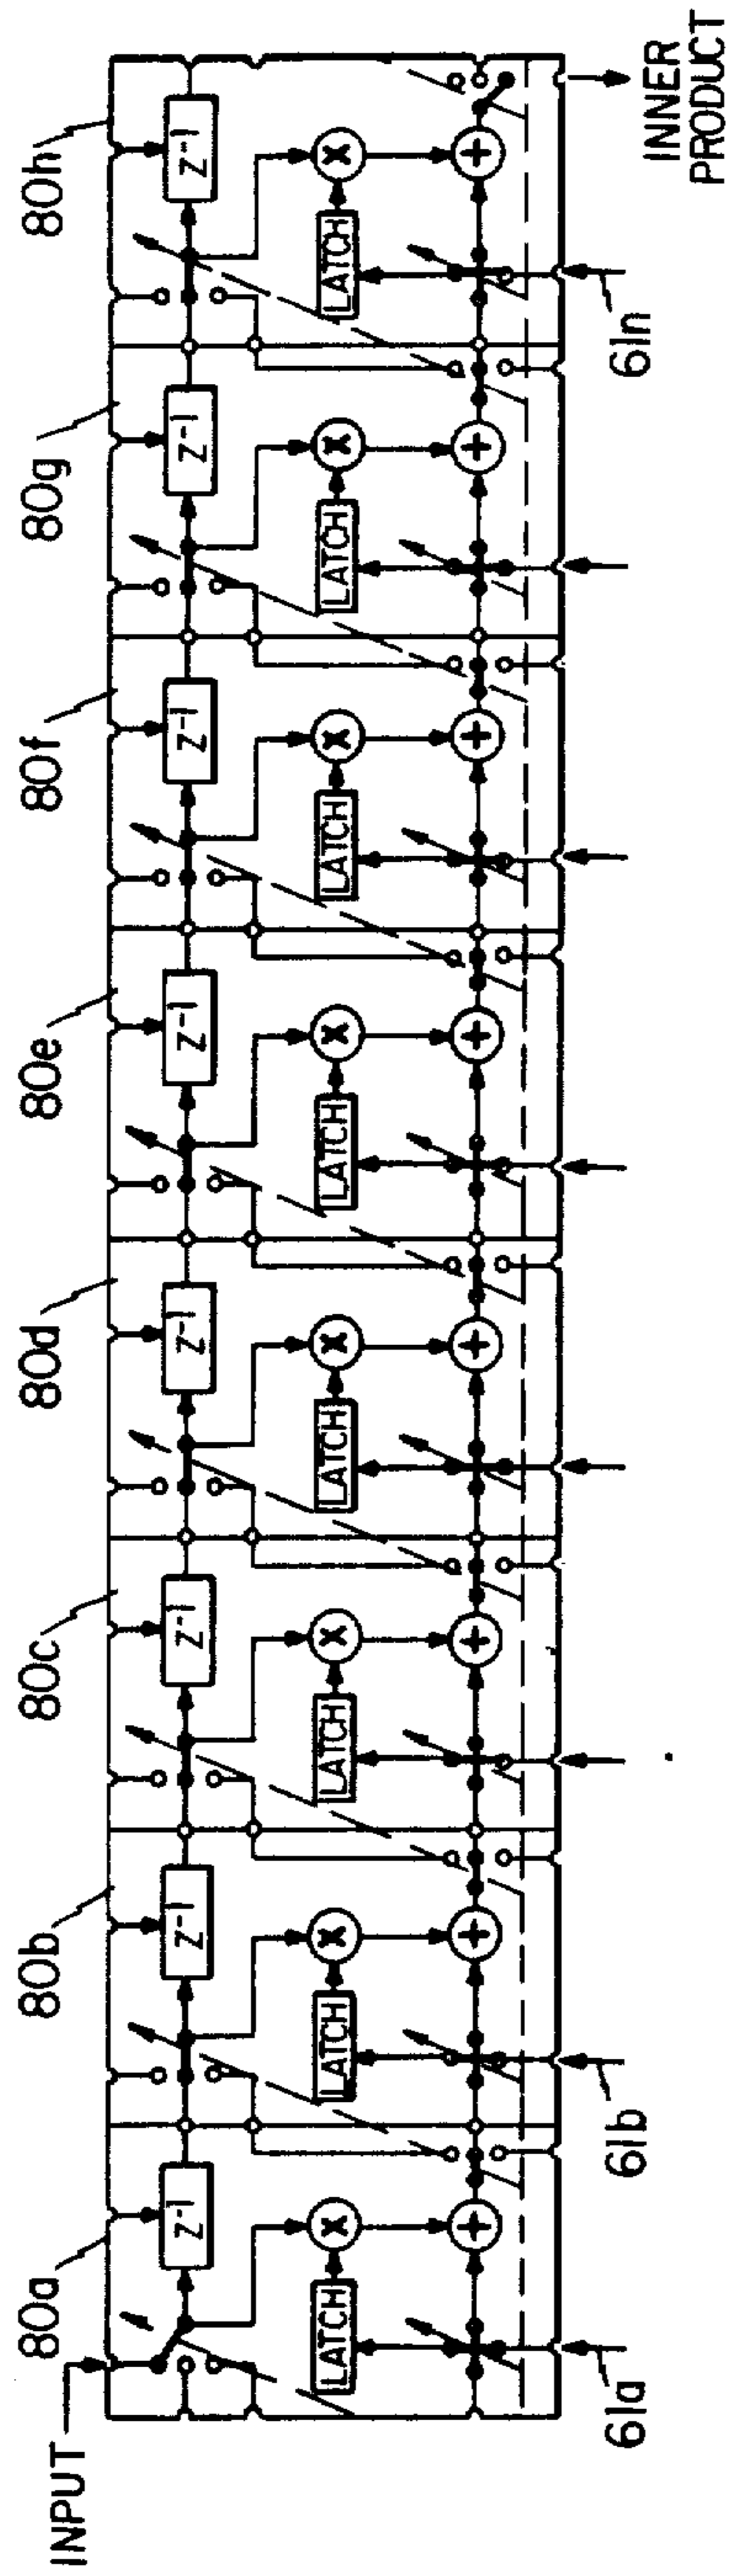 INPUT
80a
80b
80c
80d
80e
80f
80g
80h
z-1
z-1
z-1
z-1
z-1
z-1
z-1
z-1
X
X
X
X
X
X
X
X
LATCH
LATCH
LATCH
LATCH
LATCH
LATCH
LATCH
LATCH
+
+
+
+
+
+
+
+
61a
61b
61n
INNER
PRODUCT